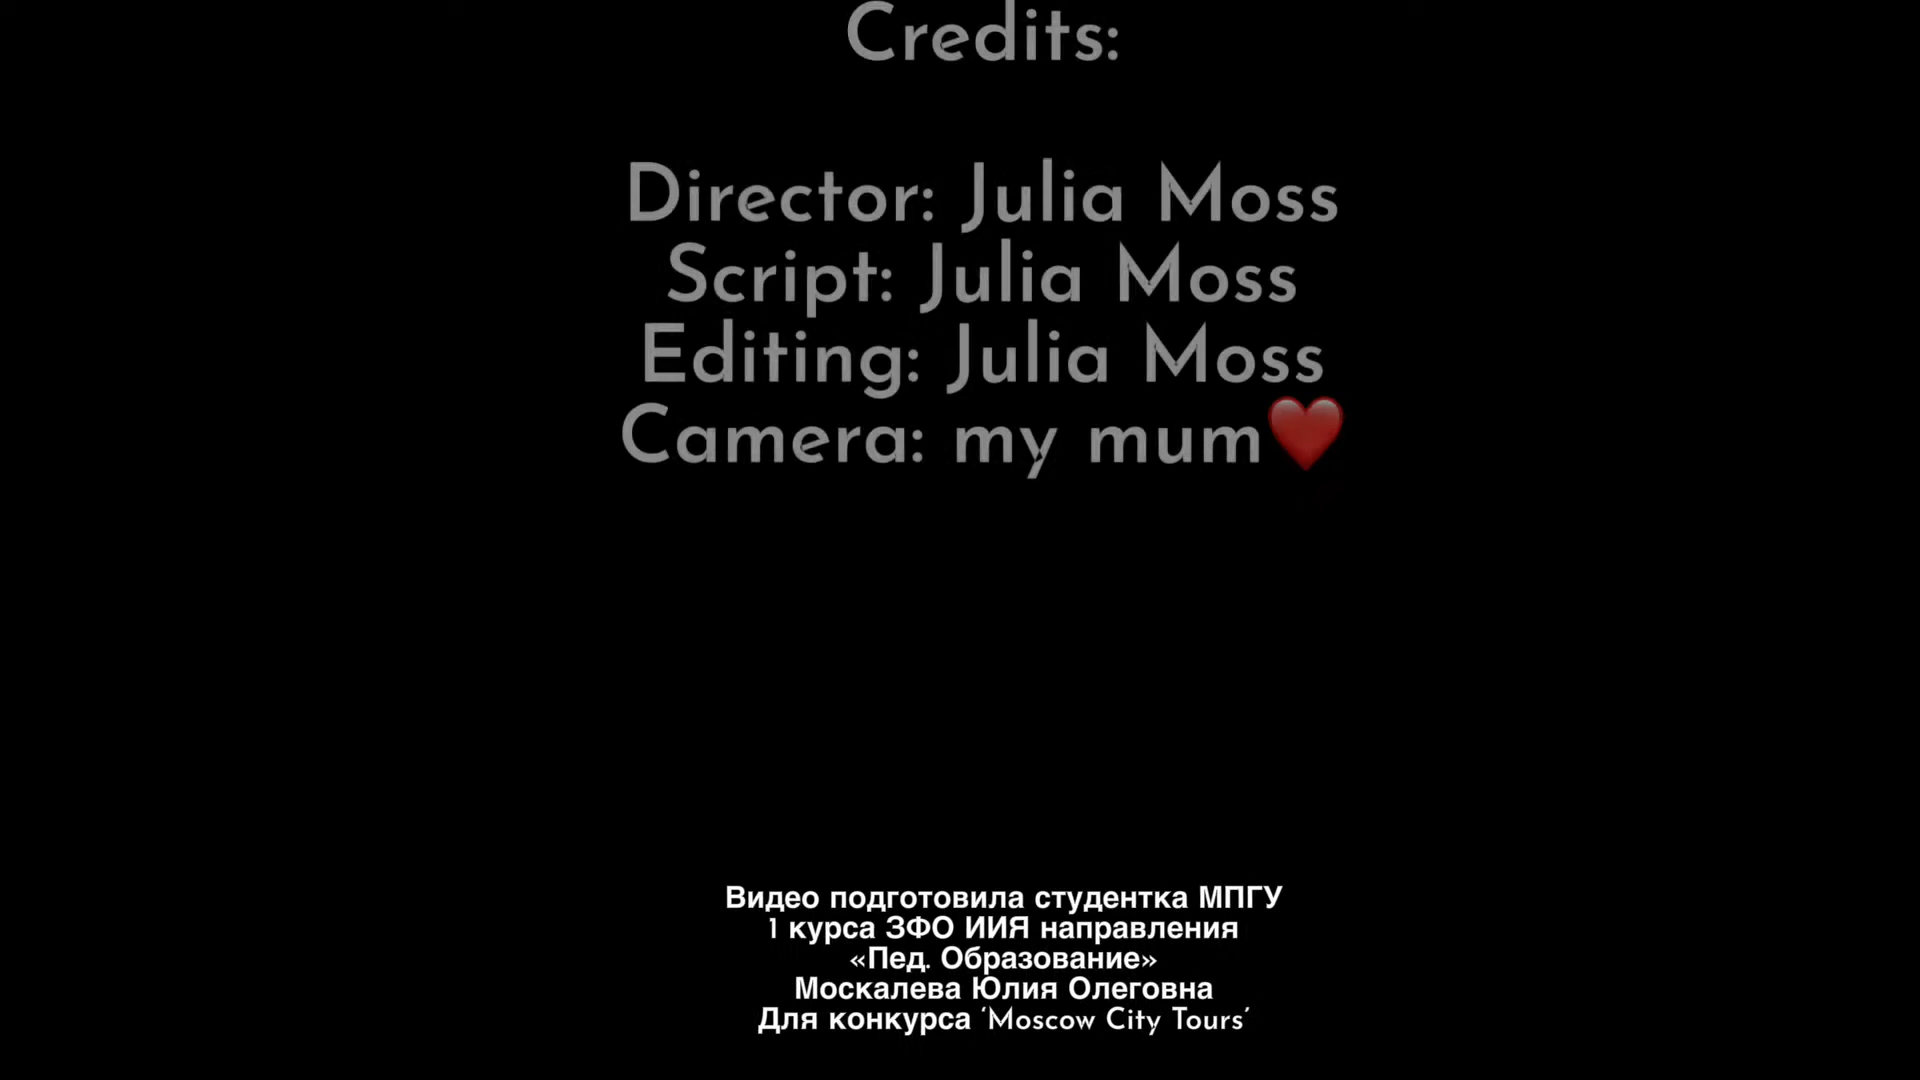 Credits:
Director: Julia Moss
Script: Julia Moss
Editing: Julia Moss
Camera: my mum❤️
Видео подготовила студентка МПГУ
1 курса ЗФО ИИЯ направления
«Пед. Образование»
Москалева Юлия Олеговна
Для конкурса ‘Moscow City Tours’